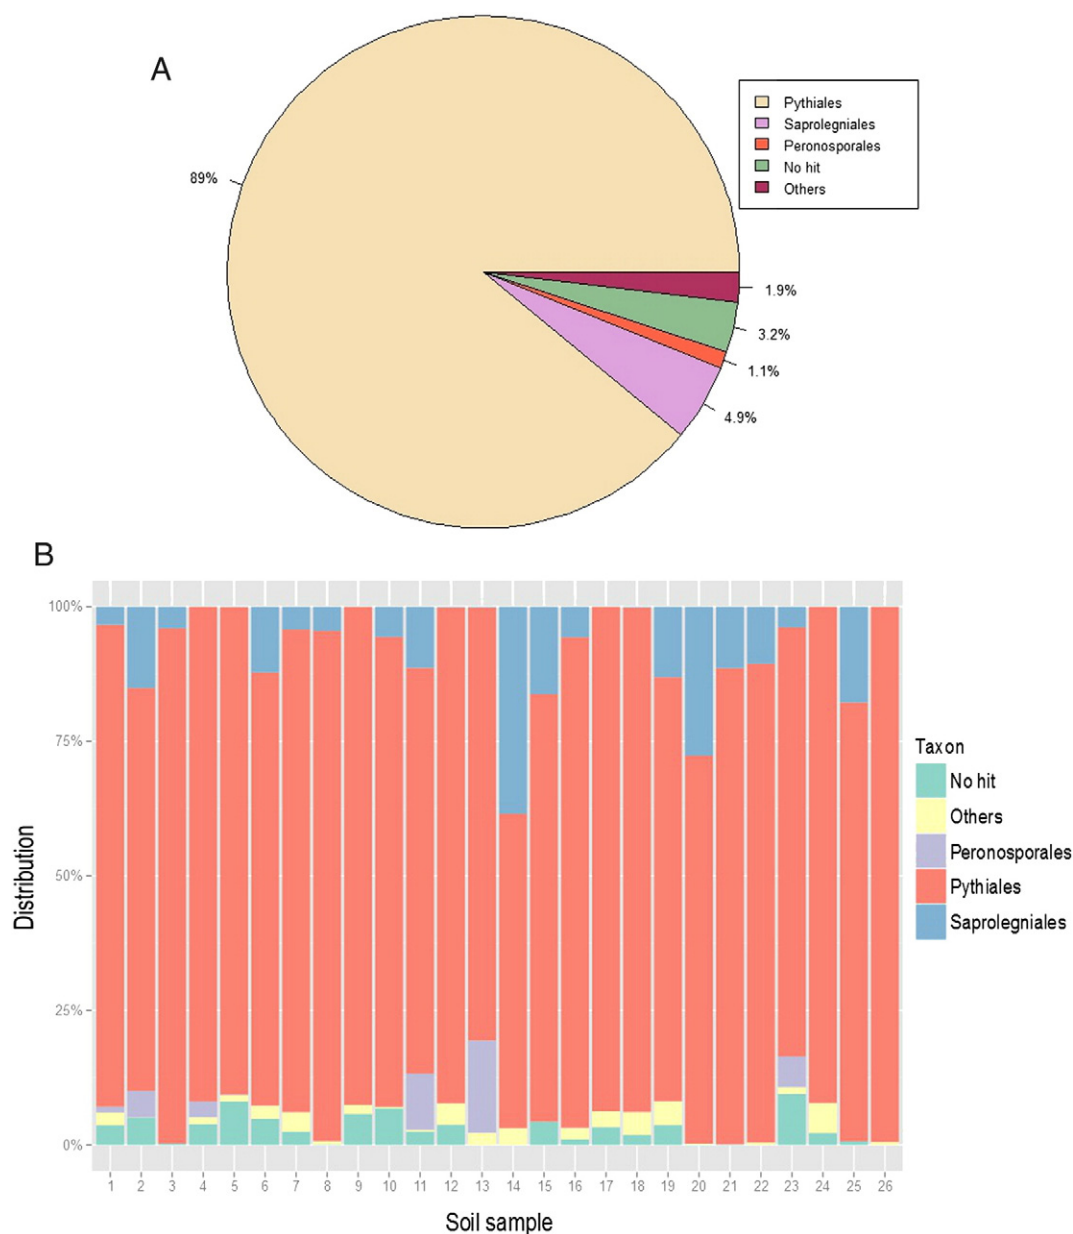 A
Pythiales
Saprolegniales
Peronosporales
No hit
Others
89%
1.9%
3.2%
1.1%
4.9%
B
100%
75%
50%
25%
0%
Distribution
Taxon
No hit
Others
Peronosporales
Pythiales
Saprolegniales
1 2 3 4 5 6 7 8 9 10 11 12 13 14 15 16 17 18 19 20 21 22 23 24 25 26
Soil sample